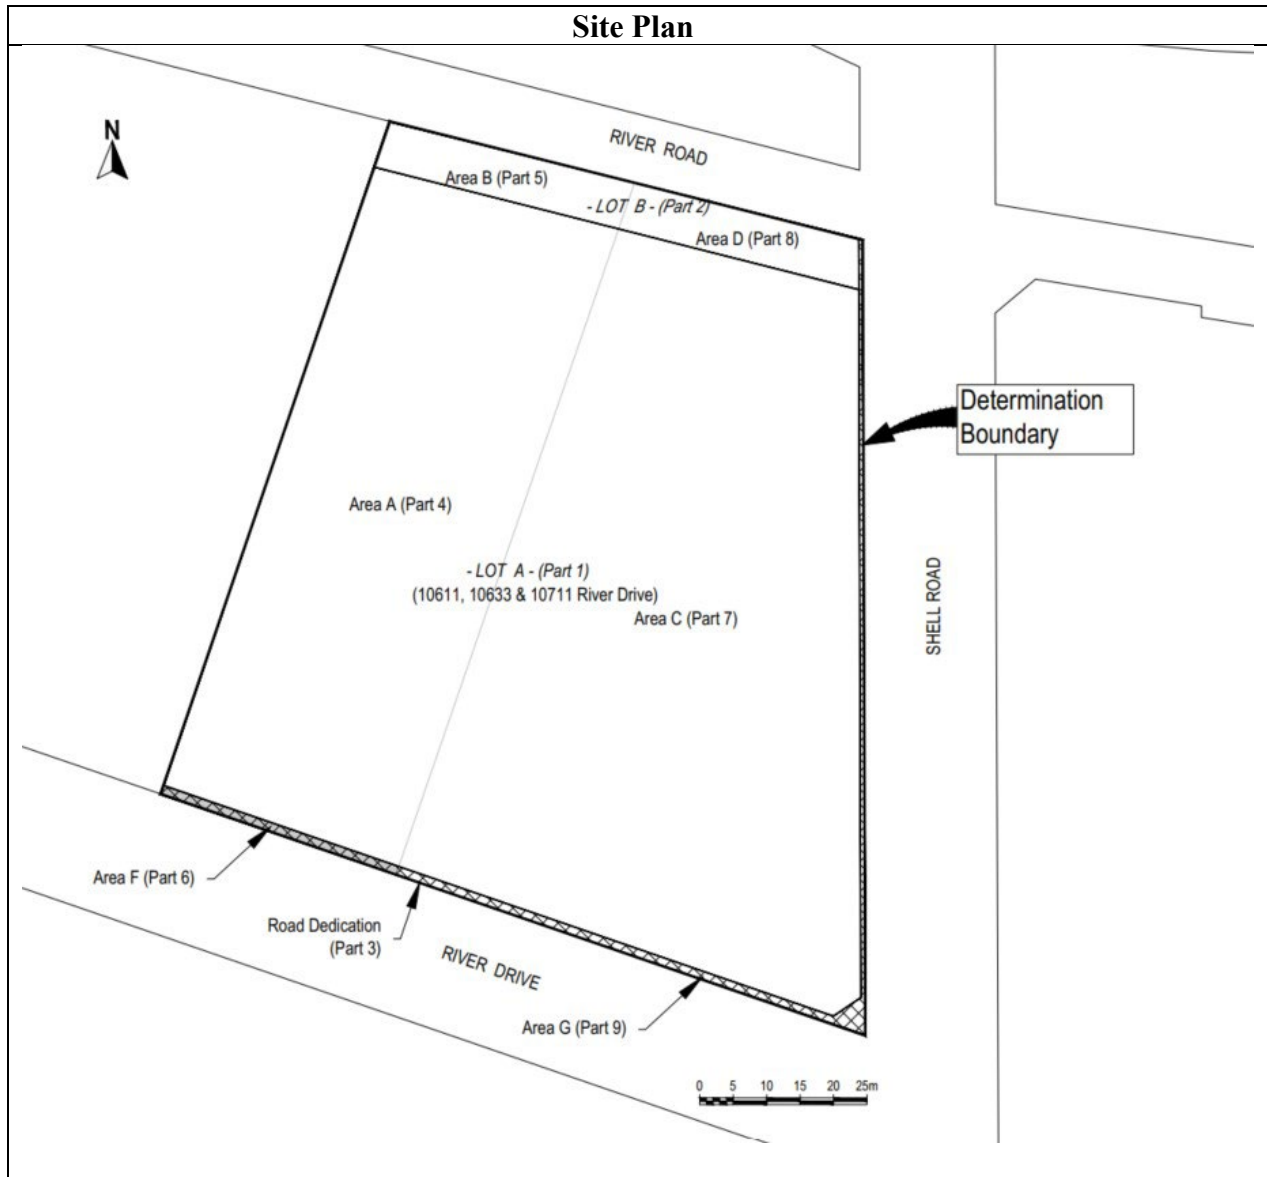 Site Plan
N
RIVER ROAD
Area B (Part 5)
- LOT B - (Part 2)
Area D (Part 8)
Determination
Boundary
Area A (Part 4)
- LOT A - (Part 1)
(10611, 10633 & 10711 River Drive)
Area C (Part 7)
SHELL ROAD
Area F (Part 6)
Road Dedication
(Part 3)
RIVER DRIVE
Area G (Part 9)
0 5 10 15 20 25m